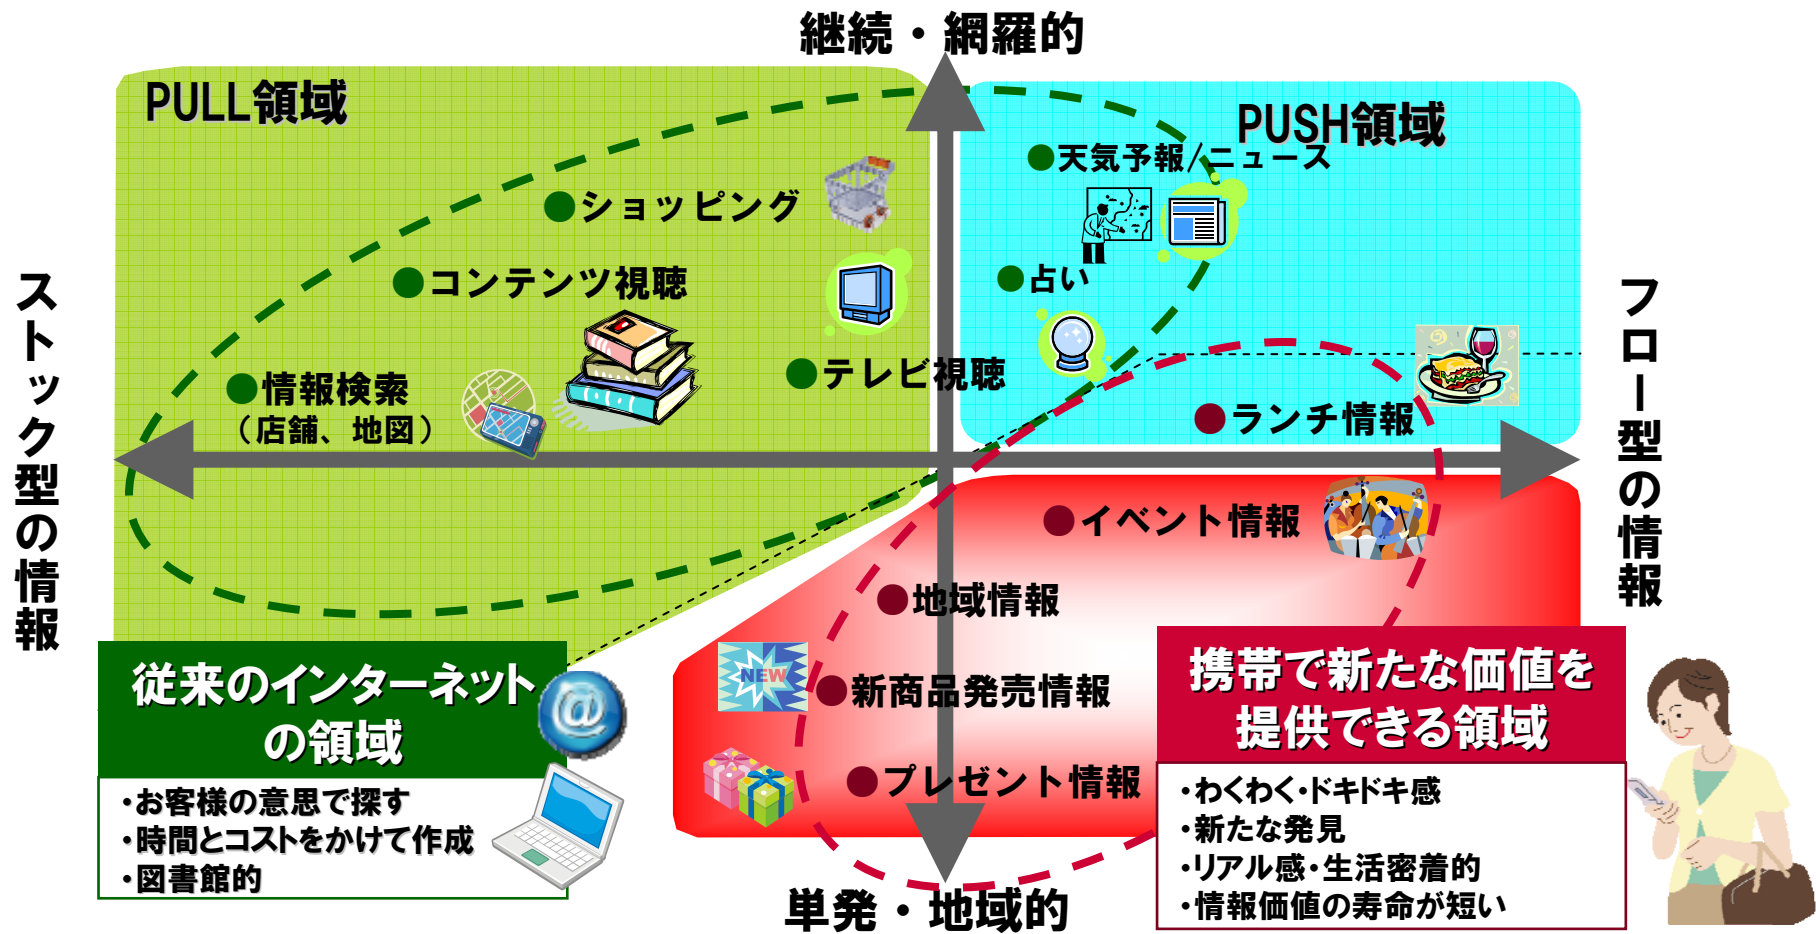 継続・網羅的
PULL領域
PUSH領域
●天気予報/ニュース
●ショッピング
●占い
●コンテンツ視聴
●テレビ視聴
●情報検索
（店舗、地図）
●ランチ情報
ストック型の情報
フロー型の情報
●イベント情報
●地域情報
NEW
●新商品発売情報
●プレゼント情報
従来のインターネット
の領域
@
・お客様の意思で探す
・時間とコストをかけて作成
・図書館的
携帯で新たな価値を
提供できる領域
・わくわく・ドキドキ感
・新たな発見
・リアル感・生活密着的
・情報価値の寿命が短い
単発・地域的